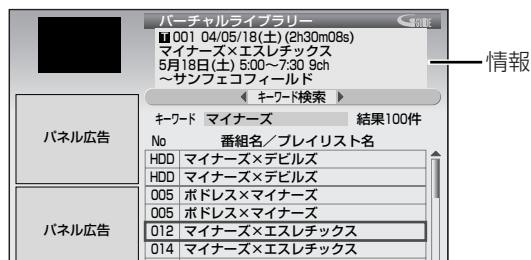 バーチャルライブラリー
G GUIDE
1 001 04/05/18(土) (2h30m08s)
マイナーズ×エスレチックス
5月18日(土) 5:00～7:30 9ch
～サンフェコフィールド
情報
キーワード検索
キーワード マイナーズ 結果100件
No 番組名／プレイリスト名
HDD マイナーズ×デビルズ
HDD マイナーズ×デビルズ
005 ポドレス×マイナーズ
005 ポドレス×マイナーズ
012 マイナーズ×エスレチックス
014 マイナーズ×エスレチックス
パネル広告
パネル広告